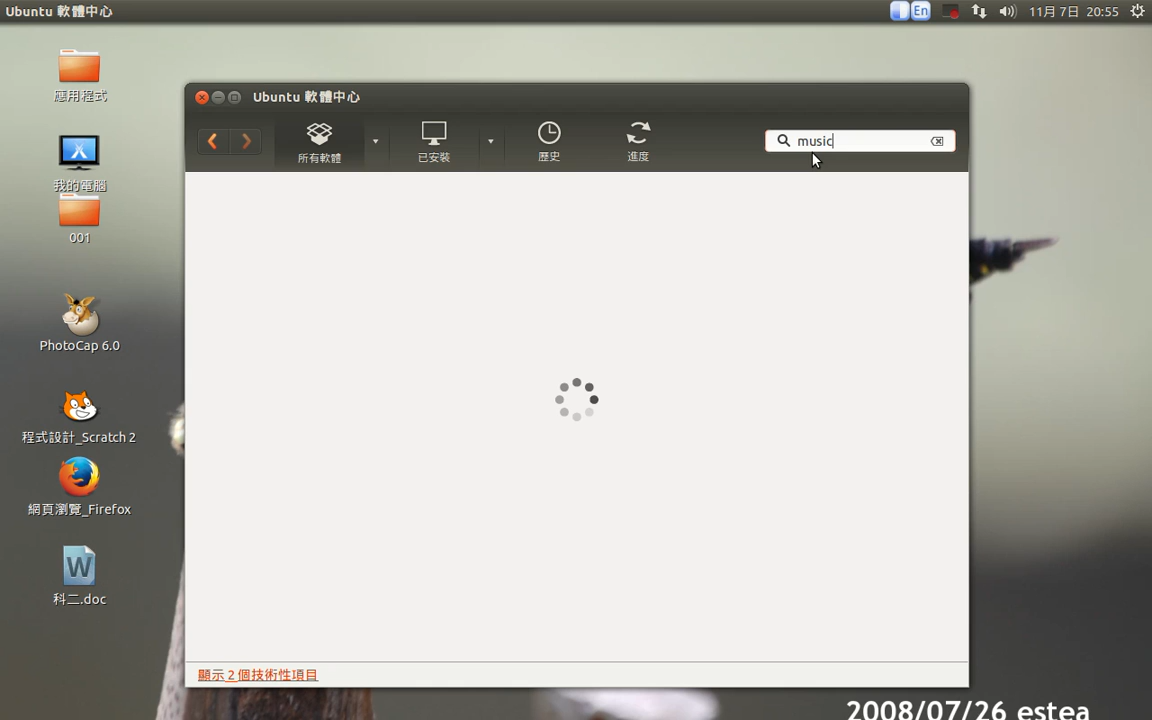 Ubuntu 軟體中心
En
11月 7日 20:55
應用程式
我的電腦
001
PhotoCap 6.0
程式設計_Scratch 2
網頁瀏覽_Firefox
W
科二.doc
Ubuntu 軟體中心
所有軟體
已安裝
歷史
進度
music
顯示 2 個技術性項目
2008/07/26 estea